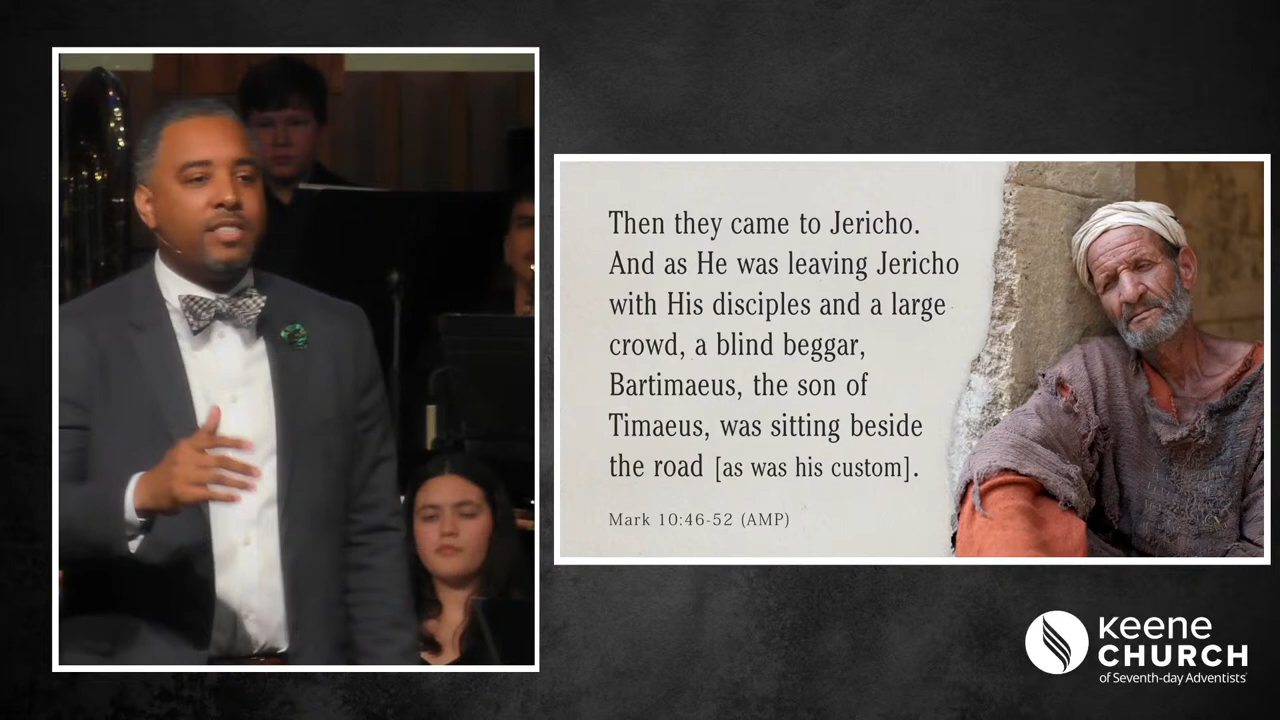 Then they came to Jericho.
And as He was leaving Jericho
with His disciples and a large
crowd, a blind beggar,
Bartimaeus, the son of
Timaeus, was sitting beside
the road [as was his custom].
Mark 10:46-52 (AMP)
Keene
CHURCH
of Seventh-day Adventists